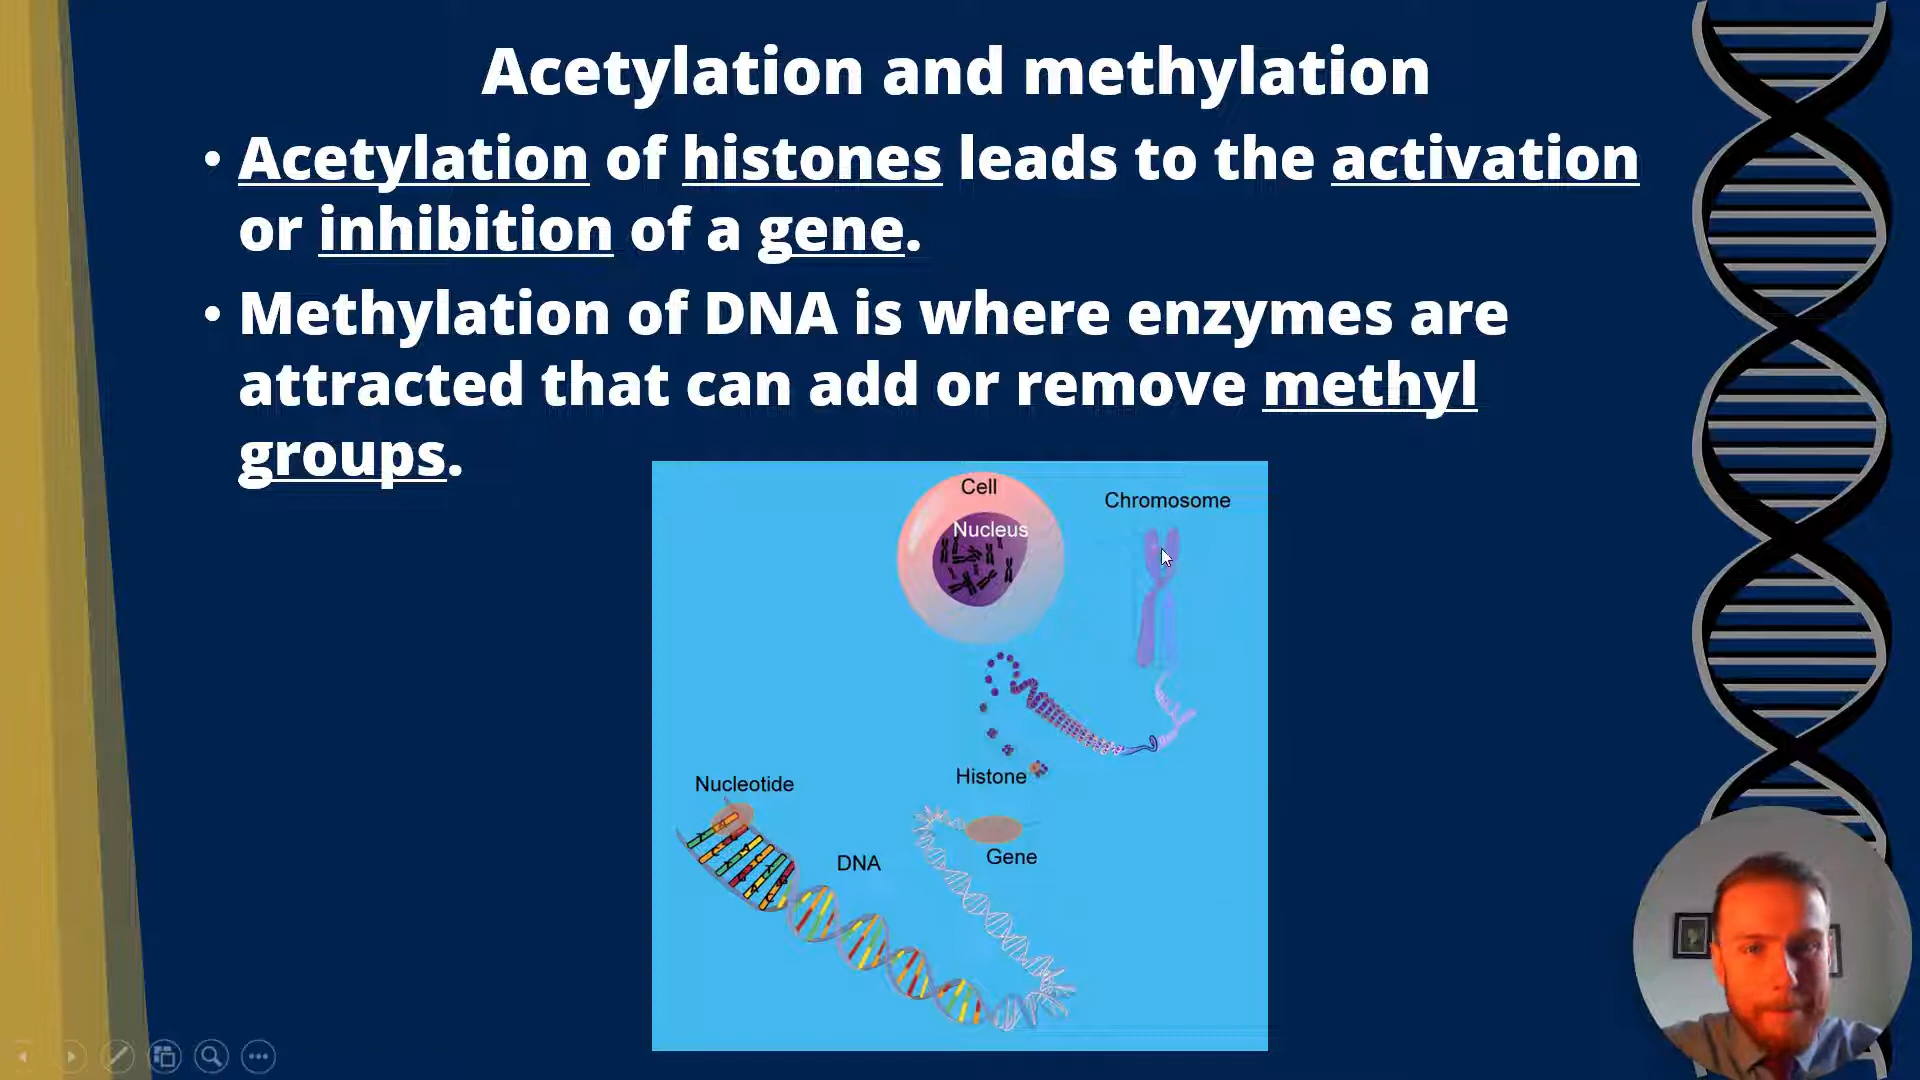 Acetylation and methylation
• Acetylation of histones leads to the activation
or inhibition of a gene.
• Methylation of DNA is where enzymes are
attracted that can add or remove methyl
groups.
Cell
Chromosome
Nucleus
Histone
Nucleotide
Gene
DNA